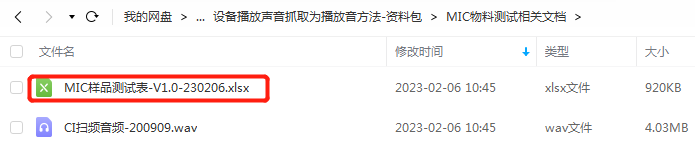 我的网盘 > ... 设备播放声音抓取为播放音方法-资料包 > MIC物料测试相关文档 >
文件名 修改时间 类型 大小
MIC样品测试表-V1.0-230206.xlsx 2023-02-06 10:45 xlsx文件 920KB
CI扫频音频-200909.wav 2023-02-06 10:45 wav文件 4.03MB